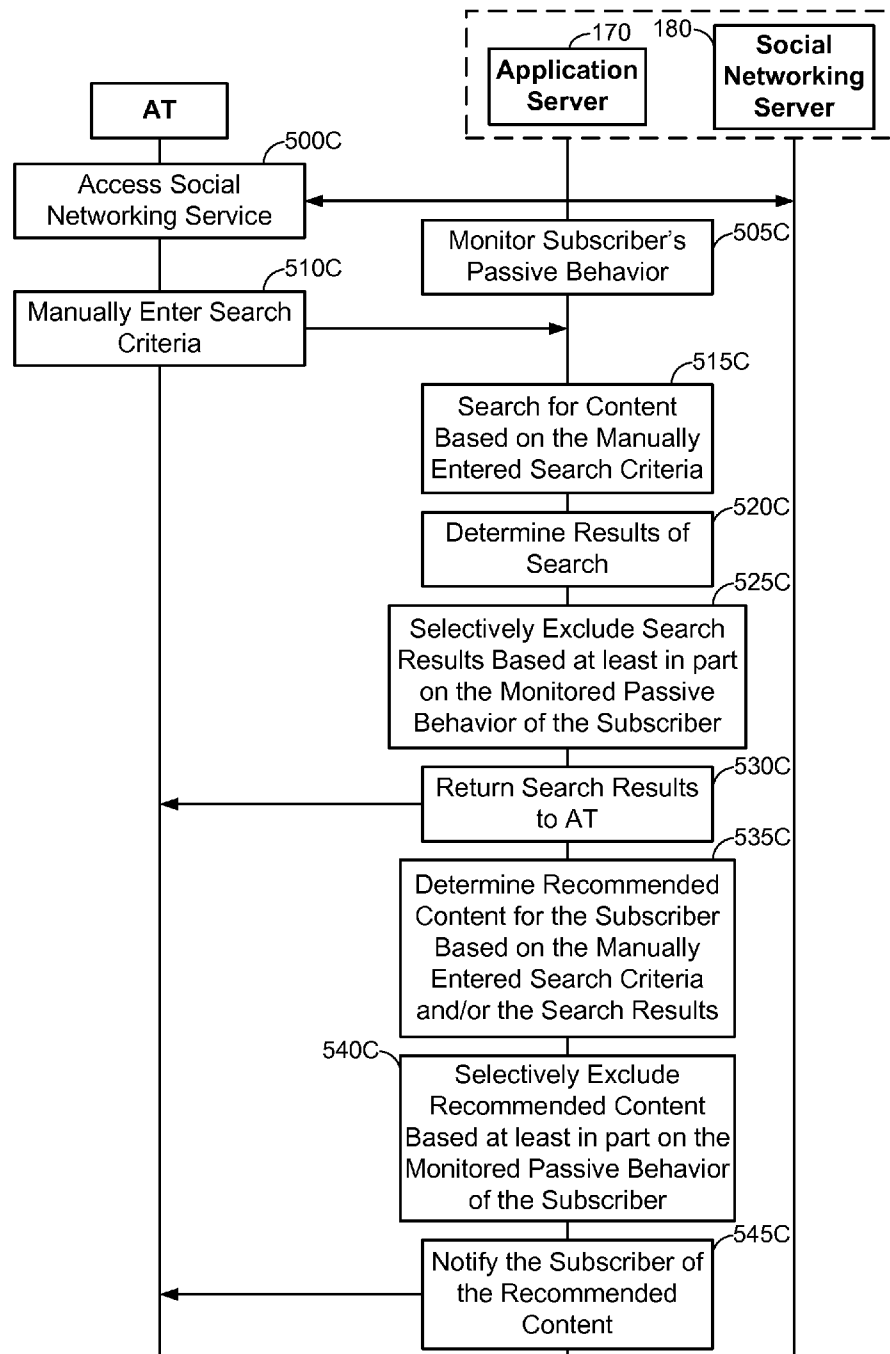 170
180
Application
Server
Social
Networking
Server
AT
500C
Access Social
Networking Service
505C
Monitor Subscriber's
Passive Behavior
510C
Manually Enter Search
Criteria
515C
Search for Content
Based on the Manually
Entered Search Criteria
520C
Determine Results of
Search
525C
Selectively Exclude Search
Results Based at least in part
on the Monitored Passive
Behavior of the Subscriber
530C
Return Search Results
to AT
535C
Determine Recommended
Content for the Subscriber
Based on the Manually
Entered Search Criteria
and/or the Search Results
540C
Selectively Exclude
Recommended Content
Based at least in part on the
Monitored Passive Behavior
of the Subscriber
545C
Notify the Subscriber of
the Recommended
Content